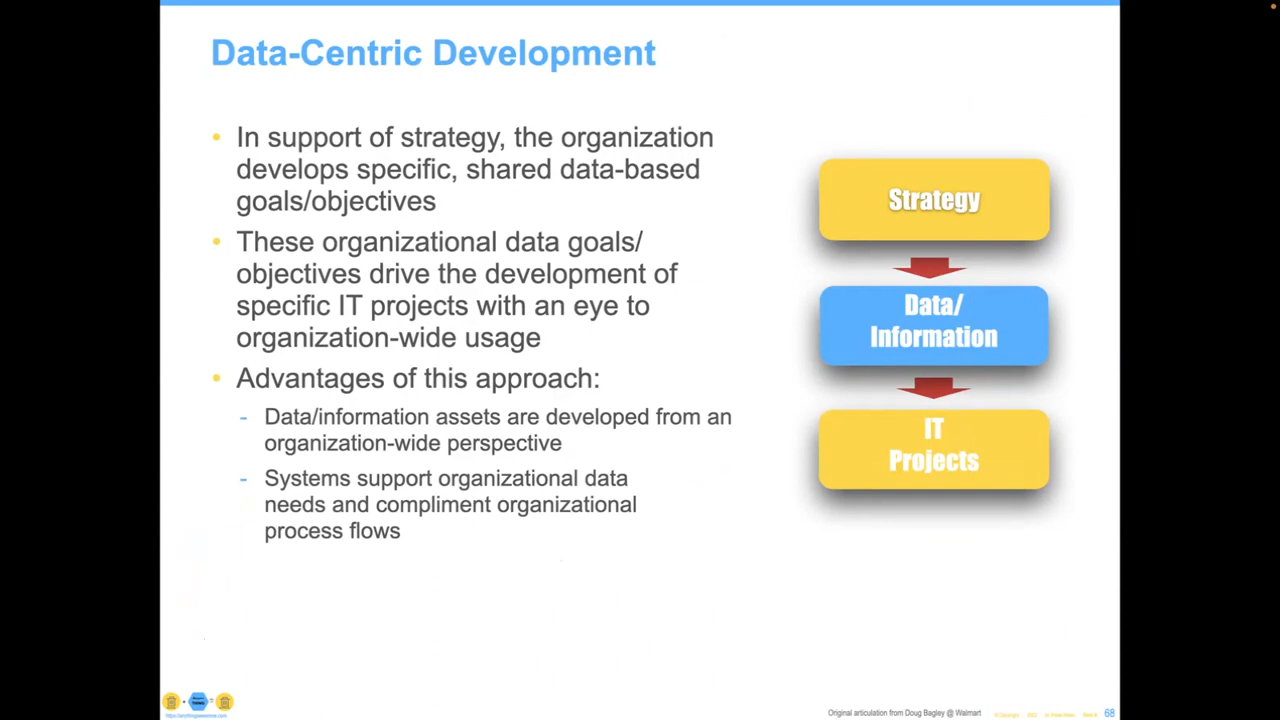 Data-Centric Development
• In support of strategy, the organization
develops specific, shared data-based
goals/objectives
• These organizational data goals/
objectives drive the development of
specific IT projects with an eye to
organization-wide usage
• Advantages of this approach:
- Data/information assets are developed from an
organization-wide perspective
- Systems support organizational data
needs and compliment organizational
process flows
Strategy
Data/
Information
IT
Projects
Original articulation from Doug Bagley @ Walmart
68